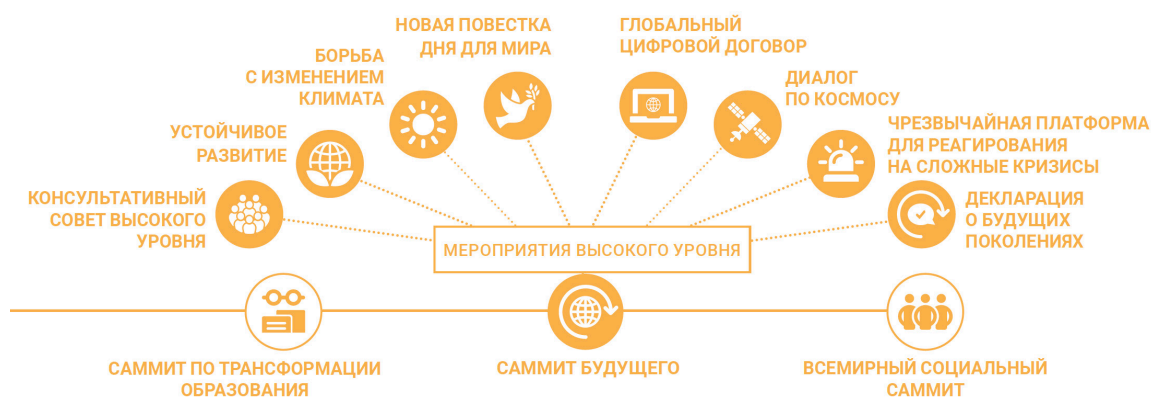 НОВАЯ ПОВЕСТКА
ДНЯ ДЛЯ МИРА
ГЛОБАЛЬНЫЙ
ЦИФРОВОЙ ДОГОВОР
БОРЬБА
С ИЗМЕНЕНИЕМ
КЛИМАТА
ДИАЛОГ
ПО КОСМОСУ
УСТОЙЧИВОЕ
РАЗВИТИЕ
ЧРЕЗВЫЧАЙНАЯ ПЛАТФОРМА
ДЛЯ РЕАГИРОВАНИЯ
НА СЛОЖНЫЕ КРИЗИСЫ
КОНСУЛЬТАТИВНЫЙ
СОВЕТ ВЫСОКОГО
УРОВНЯ
ДЕКЛАРАЦИЯ
О БУДУЩИХ
ПОКОЛЕНИЯХ
МЕРОПРИЯТИЯ ВЫСОКОГО УРОВНЯ
САММИТ ПО ТРАНСФОРМАЦИИ
ОБРАЗОВАНИЯ
САММИТ БУДУЩЕГО
ВСЕМИРНЫЙ СОЦИАЛЬНЫЙ
САММИТ